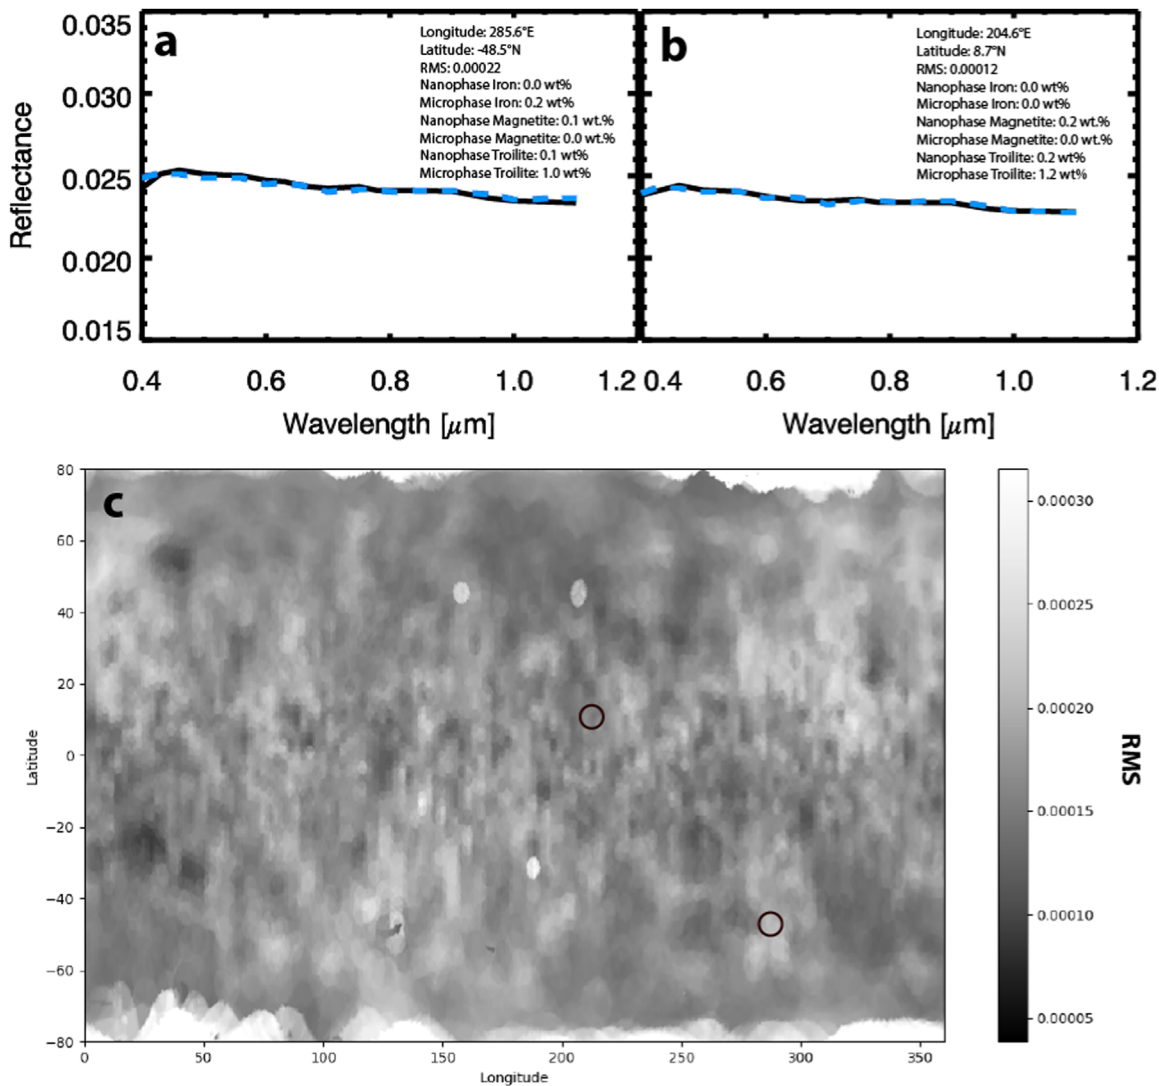 0.035
0.030
0.025
0.020
0.015
Reflectance
a
Longitude: 285.6°E
Latitude: -48.5°N
RMS: 0.00022
Nanophase Iron: 0.0 wt%
Microphase Iron: 0.2 wt%
Nanophase Magnetite: 0.1 wt.%
Microphase Magnetite: 0.0 wt.%
Nanophase Troilite: 0.1 wt%
Microphase Troilite: 1.0 wt%
b
Longitude: 204.6°E
Latitude: 8.7°N
RMS: 0.00012
Nanophase Iron: 0.0 wt%
Microphase Iron: 0.0 wt%
Nanophase Magnetite: 0.2 wt.%
Microphase Magnetite: 0.0 wt.%
Nanophase Troilite: 0.2 wt%
Microphase Troilite: 1.2 wt%
0.4 0.6 0.8 1.0 1.2 0.4 0.6 0.8 1.0 1.2
Wavelength [μm] Wavelength [μm]
c
80
60
40
20
0
−20
−40
−60
−80
Latitude
0 50 100 150 200 250 300 350
Longitude
0.00030
0.00025
0.00020
0.00015
0.00010
0.00005
RMS